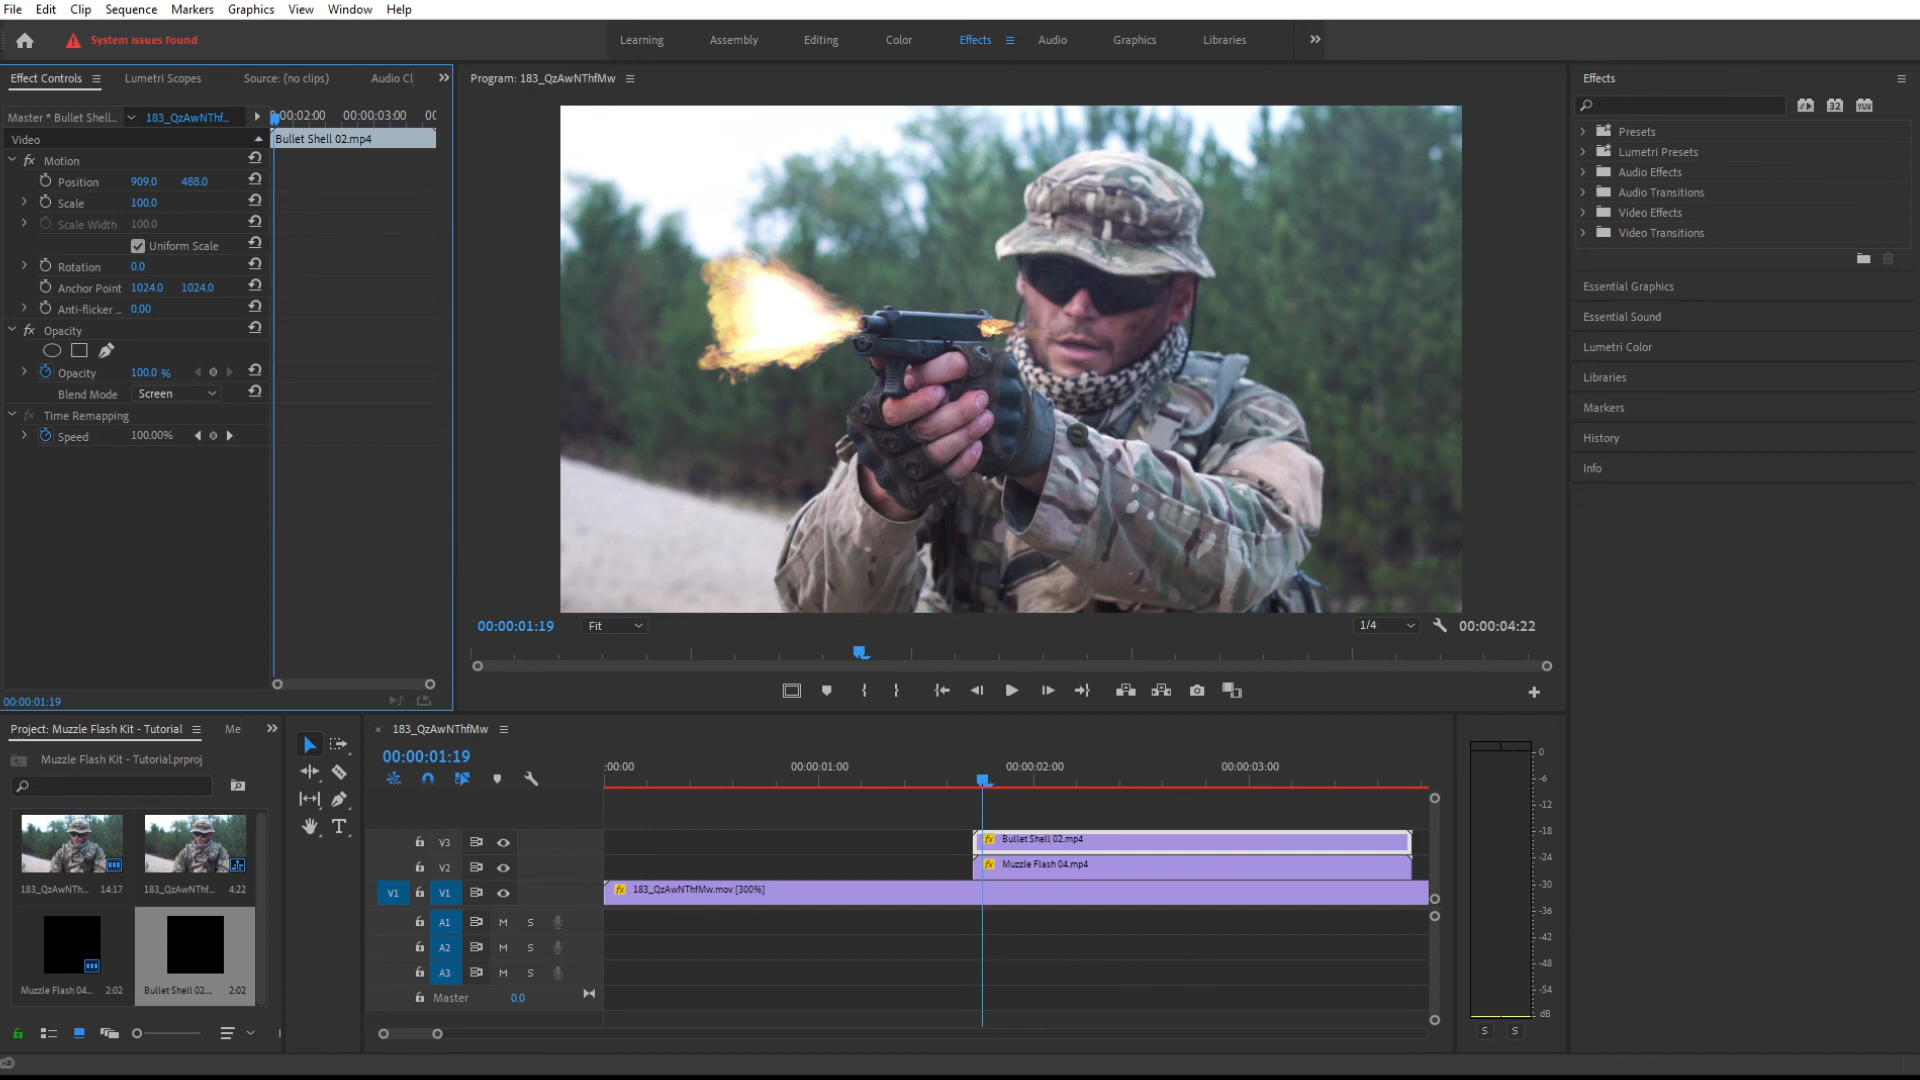 File Edit Clip Sequence Markers Graphics View Window Help
System issues found
Learning Assembly Editing Color Effects Audio Graphics Libraries
Effect Controls Lumetri Scopes Source: (no clips) Audio Cl
Program: 183_QzAwNThfMw
Effects
Master * Bullet Shell... 183_QzAwNThf...
00:00:02:00 00:00:03:00 00
Video
Bullet Shell 02.mp4
fx Motion
Position 909.0 488.0
Scale 100.0
Scale Width 100.0
Uniform Scale
Rotation 0.0
Anchor Point 1024.0 1024.0
Anti-flicker ... 0.00
fx Opacity
Opacity 100.0 %
Blend Mode Screen
fx Time Remapping
Speed 100.00%
00:00:01:19
32 YUV
Presets
Lumetri Presets
Audio Effects
Audio Transitions
Video Effects
Video Transitions
Essential Graphics
Essential Sound
Lumetri Color
Libraries
Markers
History
Info
00:00:01:19 Fit 1/4 00:00:04:22
Project: Muzzle Flash Kit - Tutorial Me
Muzzle Flash Kit - Tutorial.prproj
183_QzAwNTh... 14:17 183_QzAwNThf... 4:22
Muzzle Flash 04... 2:02 Bullet Shell 02.... 2:02
183_QzAwNThfMw
00:00:01:19
:00:00 00:00:01:00 00:00:02:00 00:00:03:00
V3 fx Bullet Shell 02.mp4
V2 fx Muzzle Flash 04.mp4
V1 V1 fx 183_QzAwNThfMw.mov [300%]
A1 M S
A2 M S
A3 M S
Master 0.0
0
-6
-12
-18
-24
-30
-36
-42
-48
-54
dB
S S